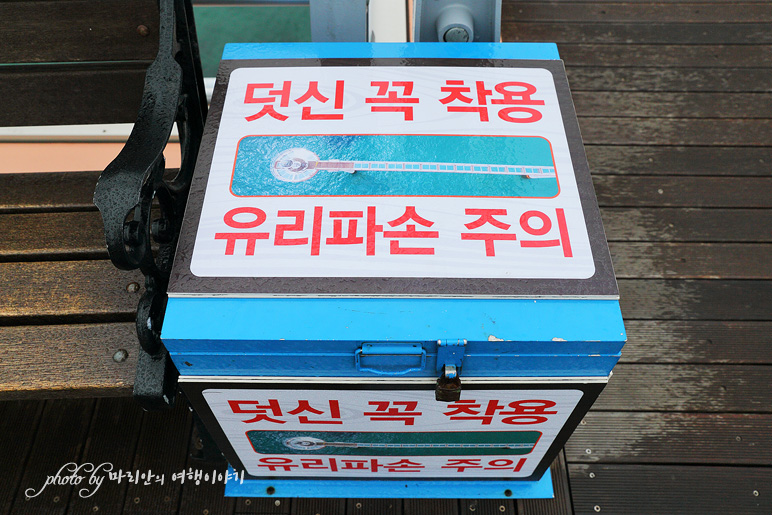 덧신 꼭 착용
유리파손 주의
덧신 꼭 착용
유리파손 주의
photo by 마리안의 여행이야기